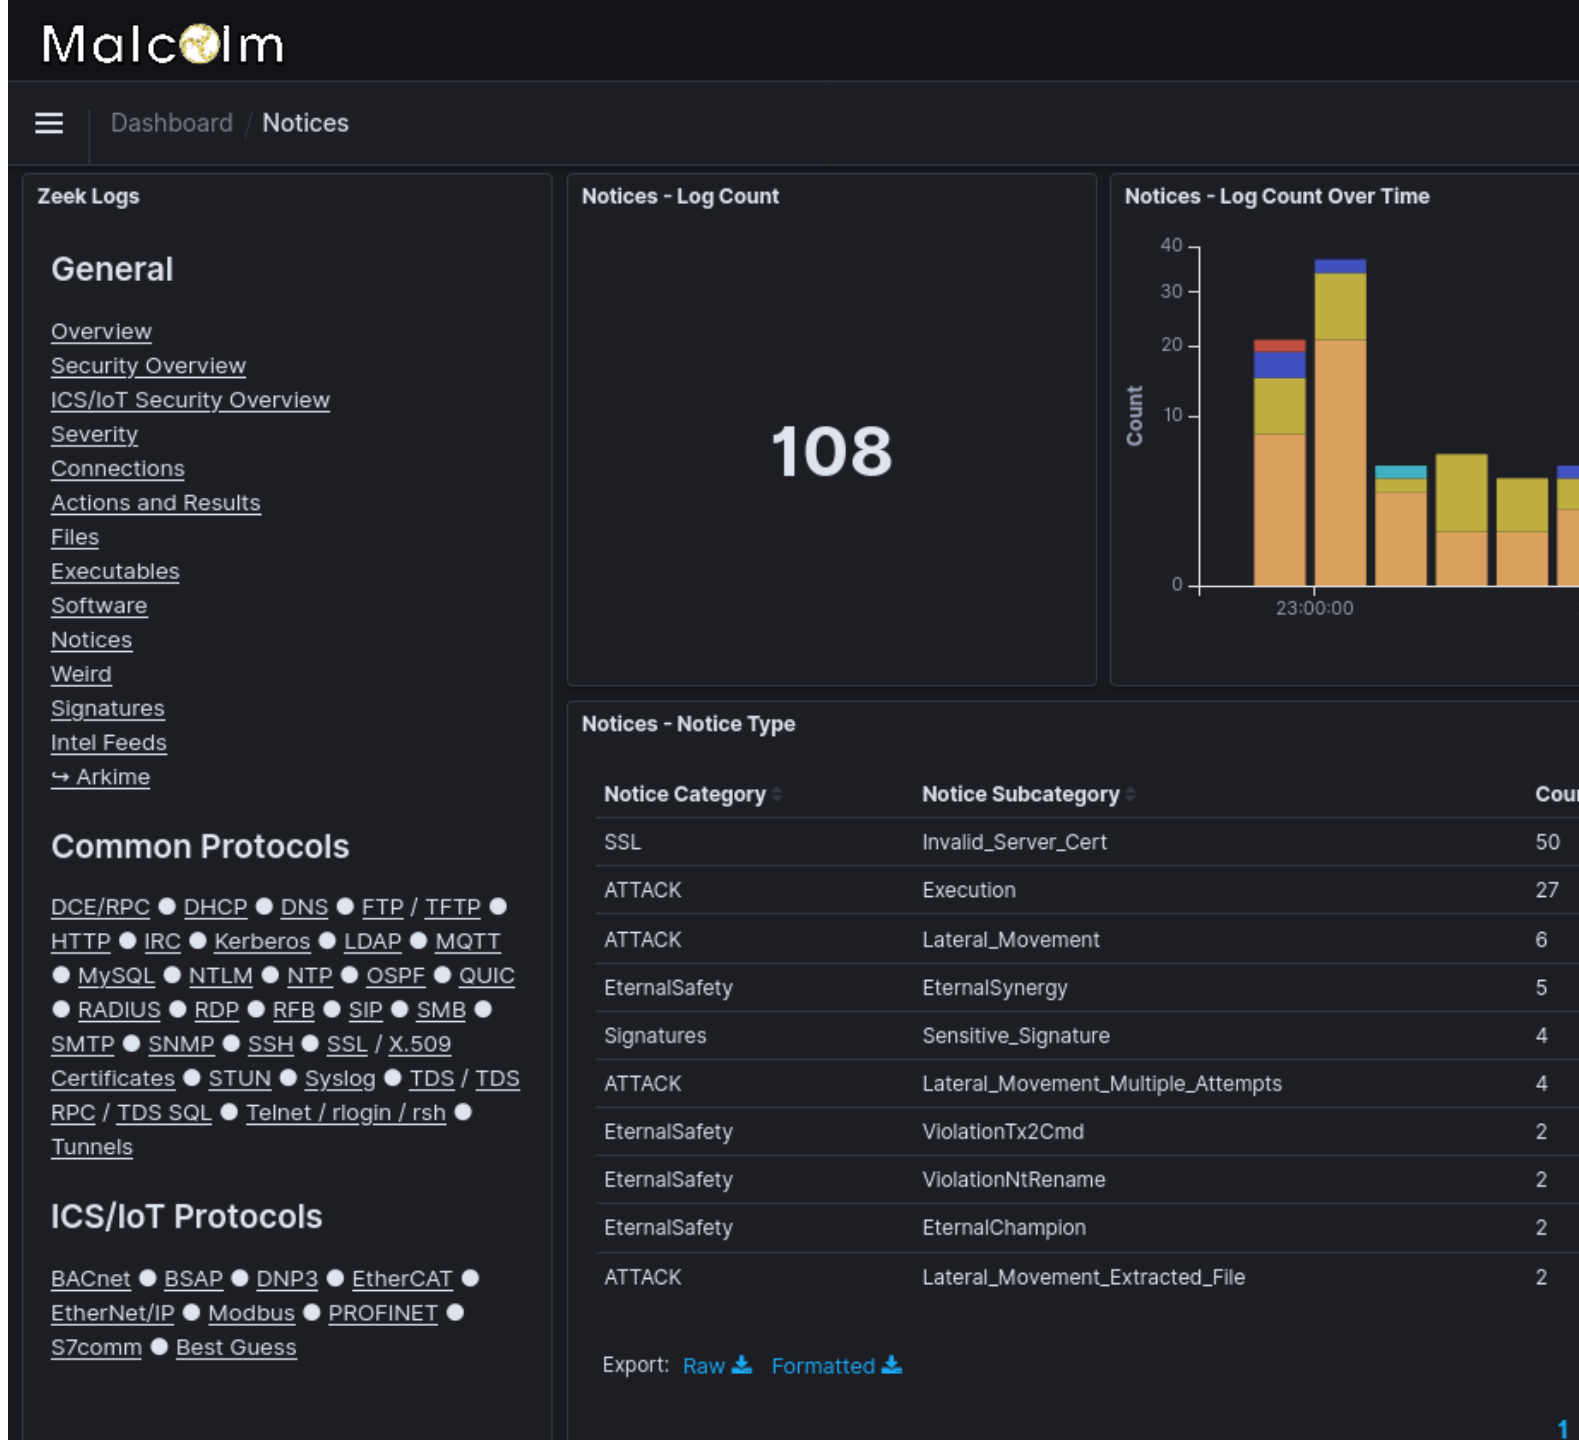 Malcolm
Dashboard / Notices
Zeek Logs
General
Overview
Security Overview
ICS/IoT Security Overview
Severity
Connections
Actions and Results
Files
Executables
Software
Notices
Weird
Signatures
Intel Feeds
↪ Arkime
Common Protocols
DCE/RPC ● DHCP ● DNS ● FTP / TFTP ●
HTTP ● IRC ● Kerberos ● LDAP ● MQTT
● MySQL ● NTLM ● NTP ● OSPF ● QUIC
● RADIUS ● RDP ● RFB ● SIP ● SMB ●
SMTP ● SNMP ● SSH ● SSL / X.509
Certificates ● STUN ● Syslog ● TDS / TDS
RPC / TDS SQL ● Telnet / rlogin / rsh ●
Tunnels
ICS/IoT Protocols
BACnet ● BSAP ● DNP3 ● EtherCAT ●
EtherNet/IP ● Modbus ● PROFINET ●
S7comm ● Best Guess
Notices - Log Count
108
Notices - Log Count Over Time
Count
40
30
20
10
0
23:00:00
Notices - Notice Type
Notice Category Notice Subcategory Cour
SSL Invalid_Server_Cert 50
ATTACK Execution 27
ATTACK Lateral_Movement 6
EternalSafety EternalSynergy 5
Signatures Sensitive_Signature 4
ATTACK Lateral_Movement_Multiple_Attempts 4
EternalSafety ViolationTx2Cmd 2
EternalSafety ViolationNtRename 2
EternalSafety EternalChampion 2
ATTACK Lateral_Movement_Extracted_File 2
Export: Raw Formatted
1